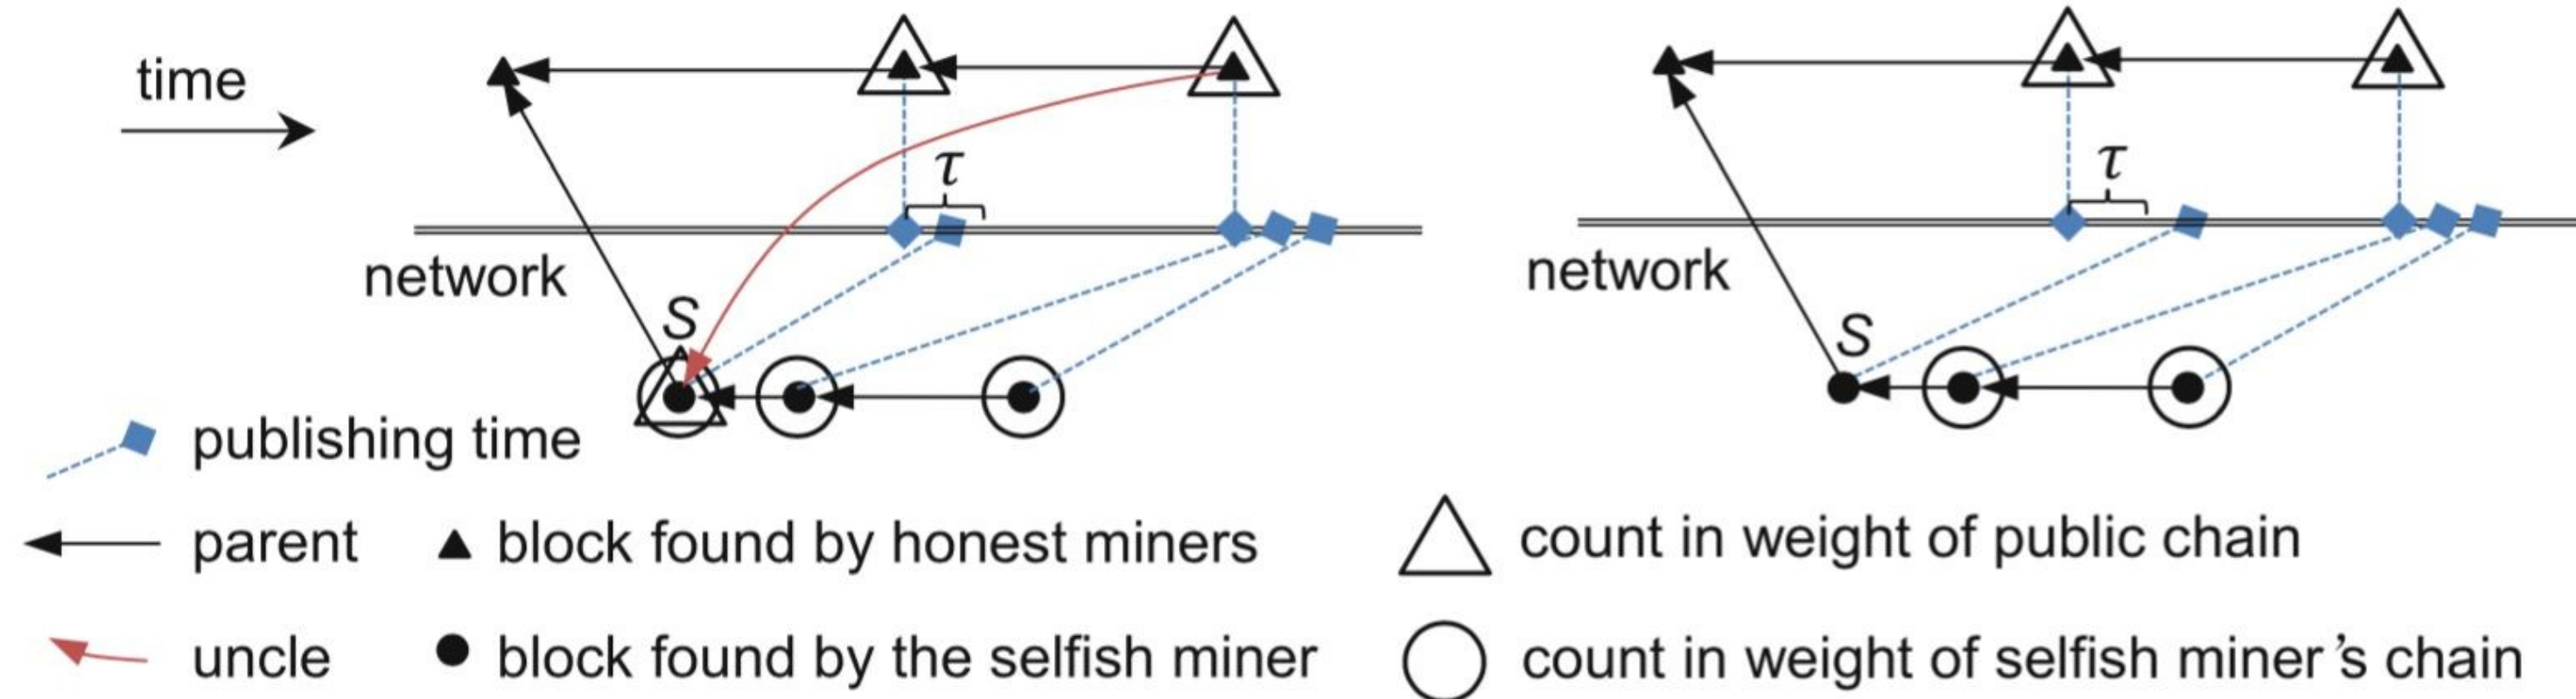 time
τ
τ
network
network
S
S
publishing time
parent
block found by honest miners
count in weight of public chain
uncle
block found by the selfish miner
count in weight of selfish miner’s chain